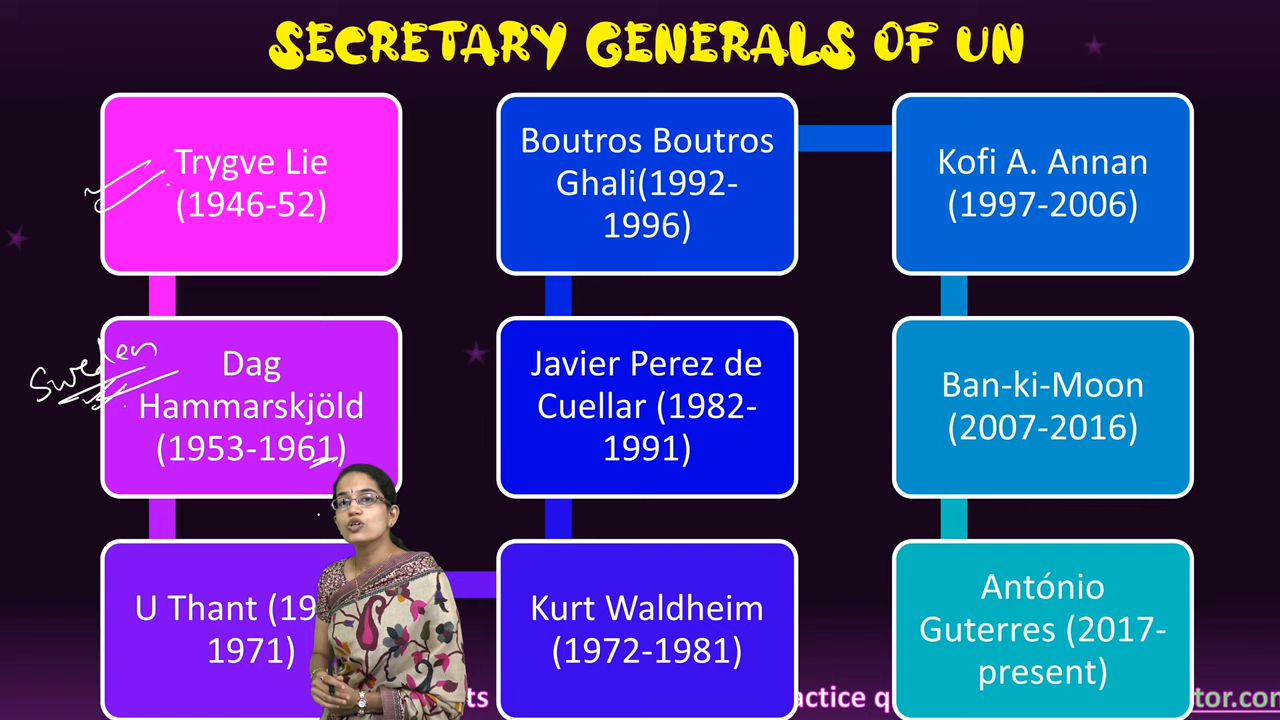 SECRETARY GENERALS OF UN
Trygve Lie
(1946-52)
Sweden
Dag
Hammarskjöld
(1953-1961)
U Thant (19
1971)
Kurt Waldheim
(1972-1981)
Javier Perez de
Cuellar (1982-
1991)
Boutros Boutros
Ghali(1992-
1996)
Kofi A. Annan
(1997-2006)
Ban-ki-Moon
(2007-2016)
António
Guterres (2017-
present)